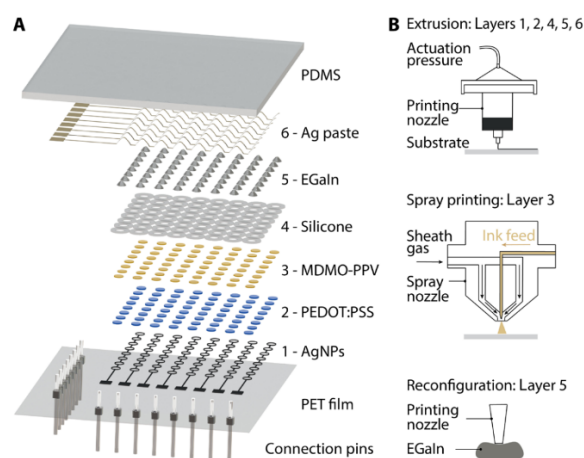 A
PDMS
6 - Ag paste
5 - EGaIn
4 - Silicone
3 - MDMO-PPV
2 - PEDOT:PSS
1 - AgNPs
PET film
Connection pins
B
Extrusion: Layers 1, 2, 4, 5, 6
Actuation
pressure
Printing
nozzle
Substrate
Spray printing: Layer 3
Sheath
gas
Ink feed
Spray
nozzle
Reconfiguration: Layer 5
Printing
nozzle
EGaIn